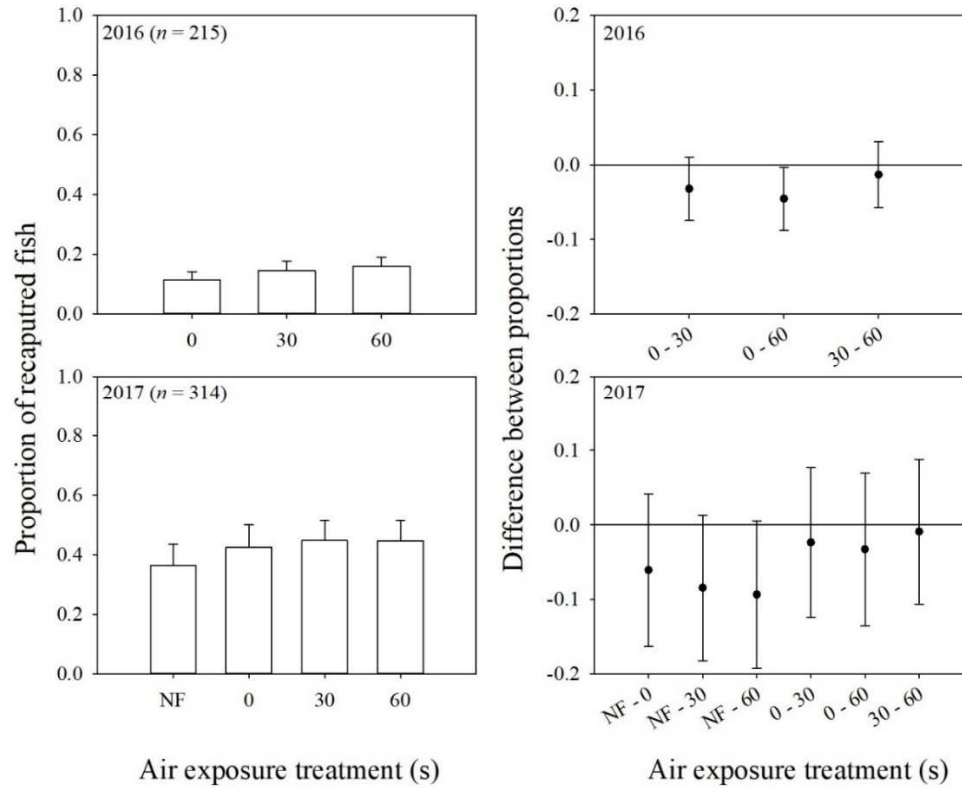 Proportion of recaputred fish
2016 (n = 215)
1.0
0.8
0.6
0.4
0.2
0.0
0 30 60
2017 (n = 314)
1.0
0.8
0.6
0.4
0.2
0.0
NF 0 30 60
Air exposure treatment (s)
Difference between proportions
2016
0.2
0.1
0.0
-0.1
-0.2
0 - 30 0 - 60 30 - 60
2017
0.2
0.1
0.0
-0.1
-0.2
NF - 0 NF - 30 NF - 60 0 - 30 0 - 60 30 - 60
Air exposure treatment (s)